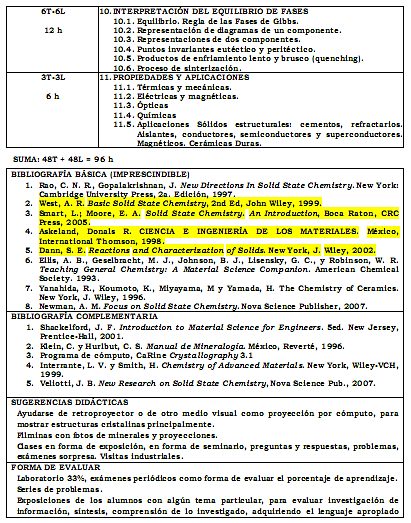 6T-6L
12 h
10. INTERPRETACIÓN DEL EQUILIBRIO DE FASES
10.1. Equilibrio. Regla de las Fases de Gibbs.
10.2. Representación de diagramas de un componente.
10.3. Representaciones de dos componentes.
10.4. Puntos invariantes eutéctico y peritéctico.
10.5. Productos de enfriamiento lento y brusco (quenching).
10.6. Proceso de sinterización.
3T-3L
6 h
11. PROPIEDADES Y APLICACIONES
11.1. Térmicas y mecánicas.
11.2. Eléctricas y magnéticas.
11.3. Ópticas
11.4. Químicas
11.5. Aplicaciones Sólidos estructurales: cementos, refractarios.
Aislantes, conductores, semiconductores y superconductores.
Magnéticos. Cerámicas Duras.
SUMA: 48T + 48L = 96 h
BIBLIOGRAFÍA BÁSICA (IMPRESCINDIBLE)
1. Rao, C. N. R., Gopalakrishnan, J. New Directions In Solid State Chemistry. New York:
Cambridge University Press, 2a. Edición, 1997.
2. West, A. R. Basic Solid State Chemistry, 2nd Ed, John Wiley, 1999.
3. Smart, L.; Moore, E. A. Solid State Chemistry. An Introduction, Boca Raton, CRC
Press, 2005.
4. Askeland, Donals R. CIENCIA E INGENIERÍA DE LOS MATERIALES. México,
International Thomson, 1998.
5. Dann, S. E. Reactions and Characterization of Solids. New York, J. Wiley, 2002.
6. Ellis, A. B., Geselbracht, M. J., Johnson, B. J., Lisensky, G. C., y Robinson, W. R.
Teaching General Chemistry: A Material Science Companion. American Chemical
Society. 1993.
7. Yanahida, R., Koumoto, K., Miyayama, M y Yamada, H. The Chemistry of Ceramics.
New York, J. Wiley, 1996.
8. Newman, A. M. Focus on Solid State Chemistry. Nova Science Publisher, 2007.
BIBLIOGRAFÍA COMPLEMENTARIA
1. Shackelford, J. F. Introduction to Material Science for Engineers. 5ed. New Jersey,
Prentice-Hall, 2001.
2. Klein, C. y Hurlbut, C. S. Manual de Mineralogía. México, Reverté, 1996.
3. Programa de cómputo, CaRine Crystallography 3.1
4. Interrante, L. V. y Smith, H. Chemistry of Advanced Materials. New York, Wiley-VCH,
1999.
5. Veliotti, J. B. New Research on Solid State Chemistry, Nova Science Pub., 2007.
SUGERENCIAS DIDÁCTICAS
Ayudarse de retroproyector o de otro medio visual como proyección por cómputo, para
mostrar estructuras cristalinas principalmente.
Filminas con fotos de minerales y proyecciones.
Clases en forma de exposición, en forma de seminario, preguntas y respuestas, problemas,
exámenes sorpresa. Visitas industriales.
FORMA DE EVALUAR
Laboratorio 33%, exámenes periódicos como forma de evaluar el porcentaje de aprendizaje.
Series de problemas.
Exposiciones de los alumnos con algún tema particular, para evaluar investigación de
información, síntesis, comprensión de lo investigado, adquiriendo el lenguaje apropiado